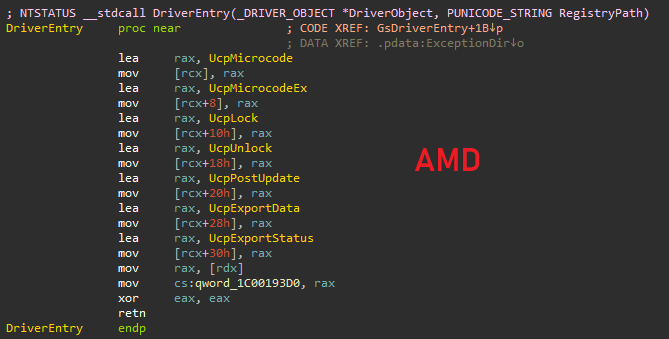 ; NTSTATUS __stdcall DriverEntry(_DRIVER_OBJECT *DriverObject, PUNICODE_STRING RegistryPath)
DriverEntry proc near ; CODE XREF: GsDriverEntry+1B↓p
; DATA XREF: .pdata:ExceptionDir↓o
lea rax, UcpMicrocode
mov [rcx], rax
lea rax, UcpMicrocodeEx
mov [rcx+8], rax
lea rax, UcpLock
mov [rcx+10h], rax
lea rax, UcpUnlock
mov [rcx+18h], rax
lea rax, UcpPostUpdate
mov [rcx+20h], rax
lea rax, UcpExportData
mov [rcx+28h], rax
lea rax, UcpExportStatus
mov [rcx+30h], rax
mov rax, [rdx]
mov cs:qword_1C00193D0, rax
xor eax, eax
retn
DriverEntry endp
AMD